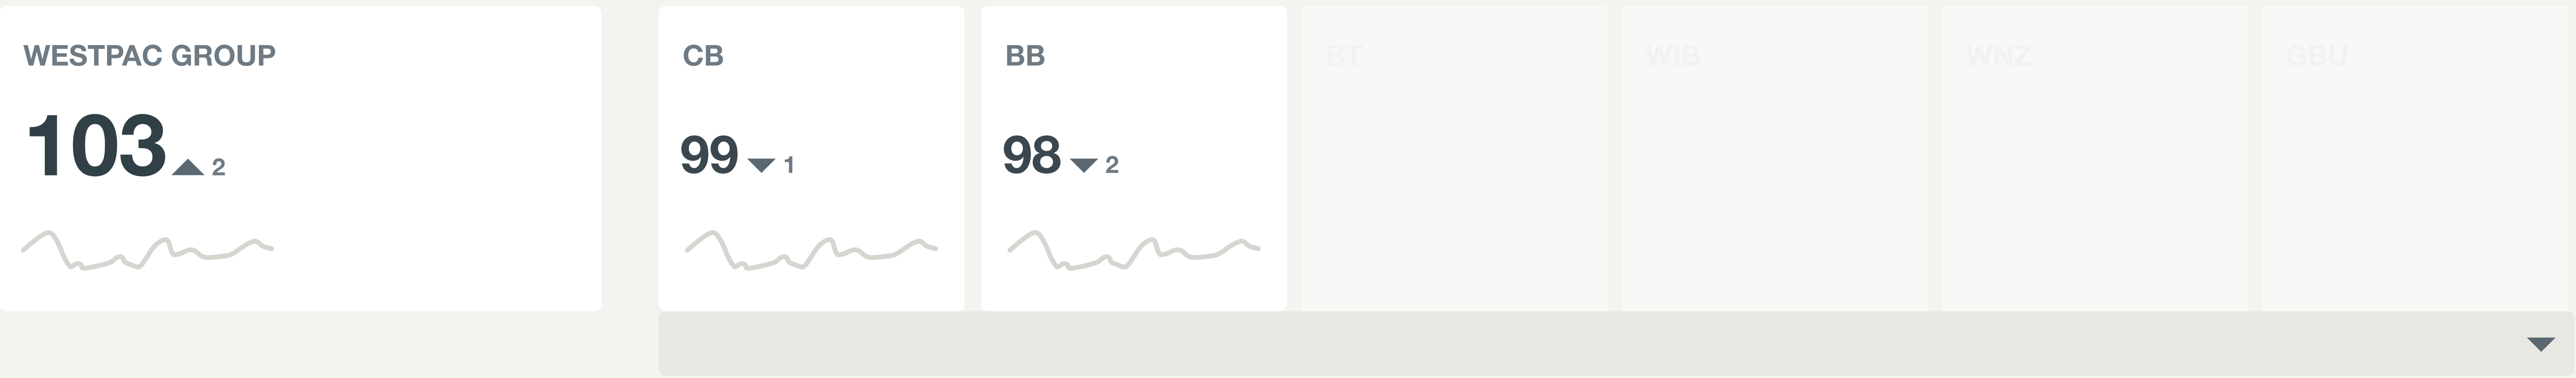 WESTPAC GROUP
103 ▲ 2
CB
99 ▼ 1
BB
98 ▼ 2
BT
WIB
WNZ
GBU